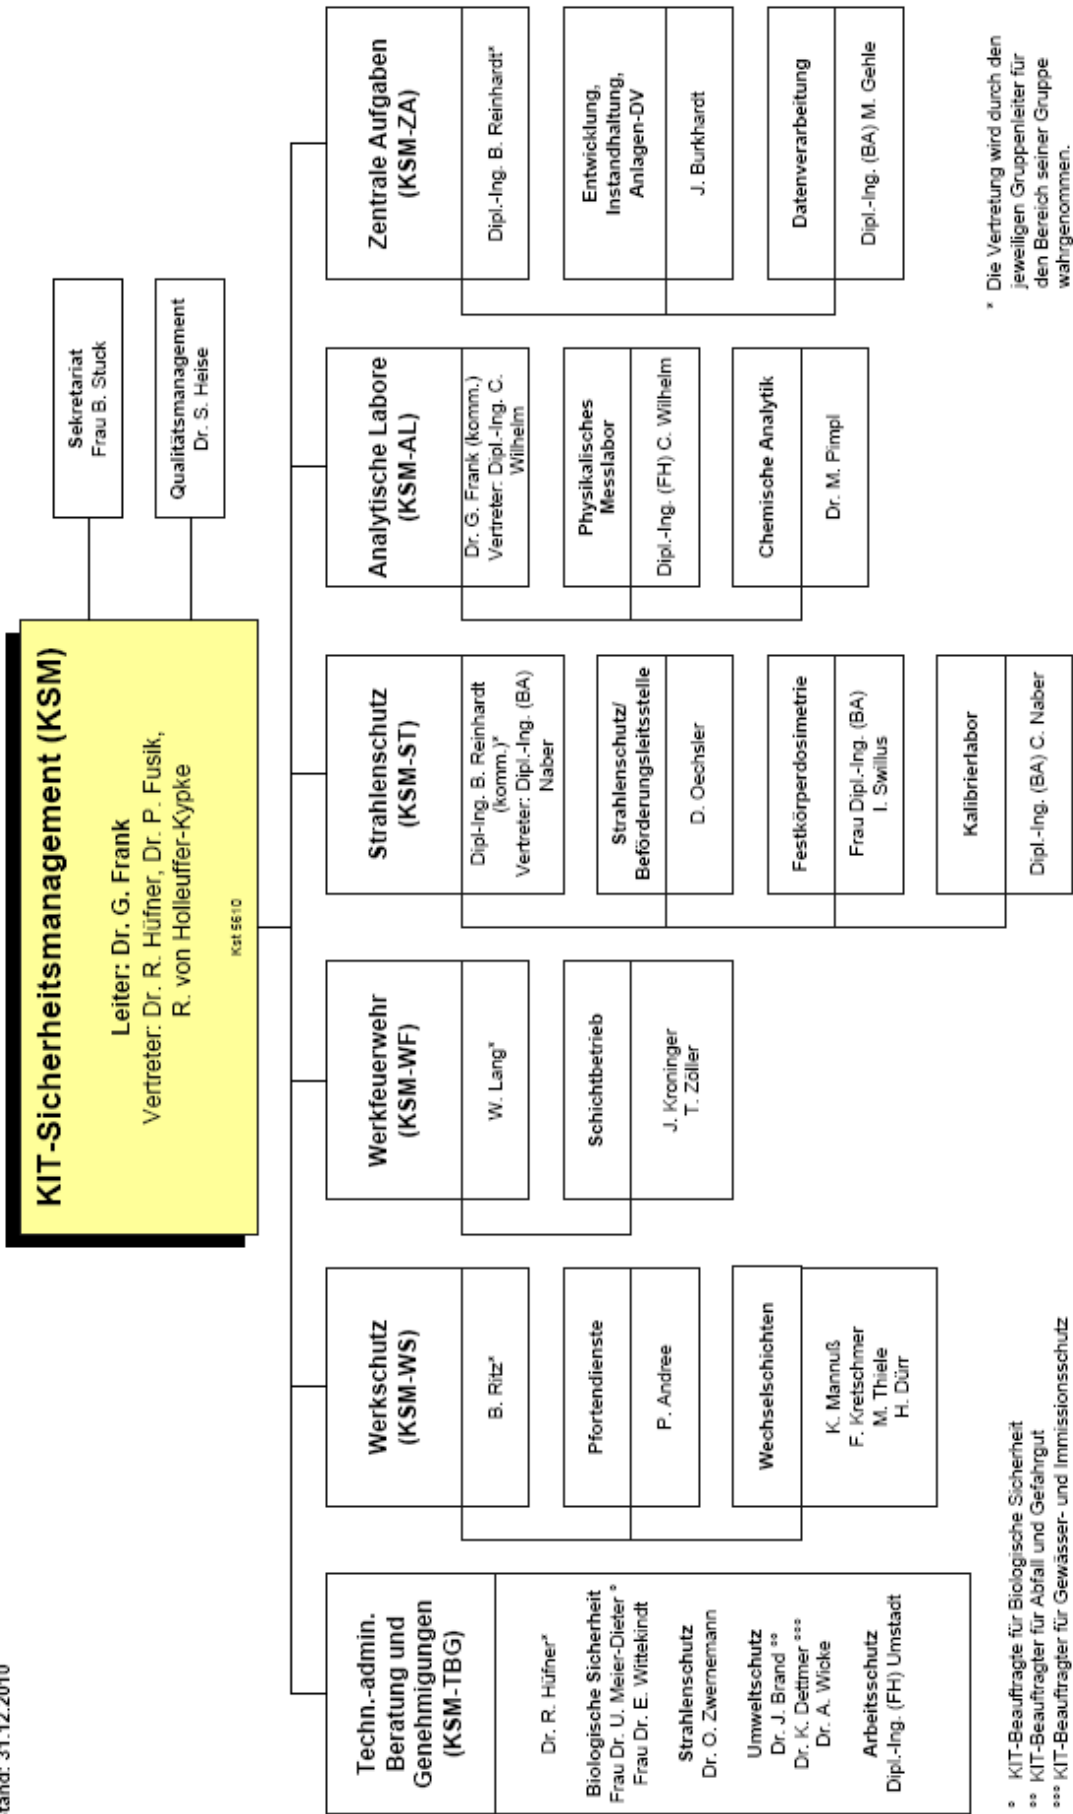 Stand: 31.12.2010
KIT-Sicherheitsmanagement (KSM)
Leiter: Dr. G. Frank
Vertreter: Dr. R. Hüfner, Dr. P. Fusik,
R. von Holleuffer-Kypke
Kst 5610
Sekretariat
Frau B. Stuck
Qualitätsmanagement
Dr. S. Heise
Techn.-admin.
Beratung und
Genehmigungen
(KSM-TBG)
Dr. R. Hüfner*
Biologische Sicherheit
Frau Dr. U. Meier-Dieter °
Frau Dr. E. Wittekindt
Strahlenschutz
Dr. O. Zwernemann
Umweltschutz
Dr. J. Brand °°
Dr. K. Dettmer °°°
Dr. A. Wicke
Arbeitsschutz
Dipl.-Ing. (FH) Umstadt
Werkschutz
(KSM-WS)
B. Ritz*
Pfortendienste
P. Andree
Wechselschichten
K. Mannuß
F. Kretschmer
M. Thiele
H. Dürr
Werkfeuerwehr
(KSM-WF)
W. Lang*
Schichtbetrieb
J. Kroninger
T. Zöller
Strahlenschutz
(KSM-ST)
Dipl-Ing. B. Reinhardt
(komm.)*
Vertreter: Dipl.-Ing. (BA)
Naber
Strahlenschutz/
Beförderungsleitsstelle
D. Oechsler
Festkörperdosimetrie
Frau Dipl.-Ing. (BA)
I. Swillus
Kalibrierlabor
Dipl.-Ing. (BA) C. Naber
Analytische Labore
(KSM-AL)
Dr. G. Frank (komm.)
Vertreter: Dipl.-Ing. C.
Wilhelm
Physikalisches
Messlabor
Dipl.-Ing. (FH) C. Wilhelm
Chemische Analytik
Dr. M. Pimpl
Zentrale Aufgaben
(KSM-ZA)
Dipl.-Ing. B. Reinhardt*
Entwicklung,
Instandhaltung,
Anlagen-DV
J. Burkhardt
Datenverarbeitung
Dipl.-Ing. (BA) M. Gehle
° KIT-Beauftragte für Biologische Sicherheit
°° KIT-Beauftragter für Abfall und Gefahrgut
°°° KIT-Beauftragter für Gewässer- und Immissionsschutz
* Die Vertretung wird durch den
jeweiligen Gruppenleiter für
den Bereich seiner Gruppe
wahrgenommen.